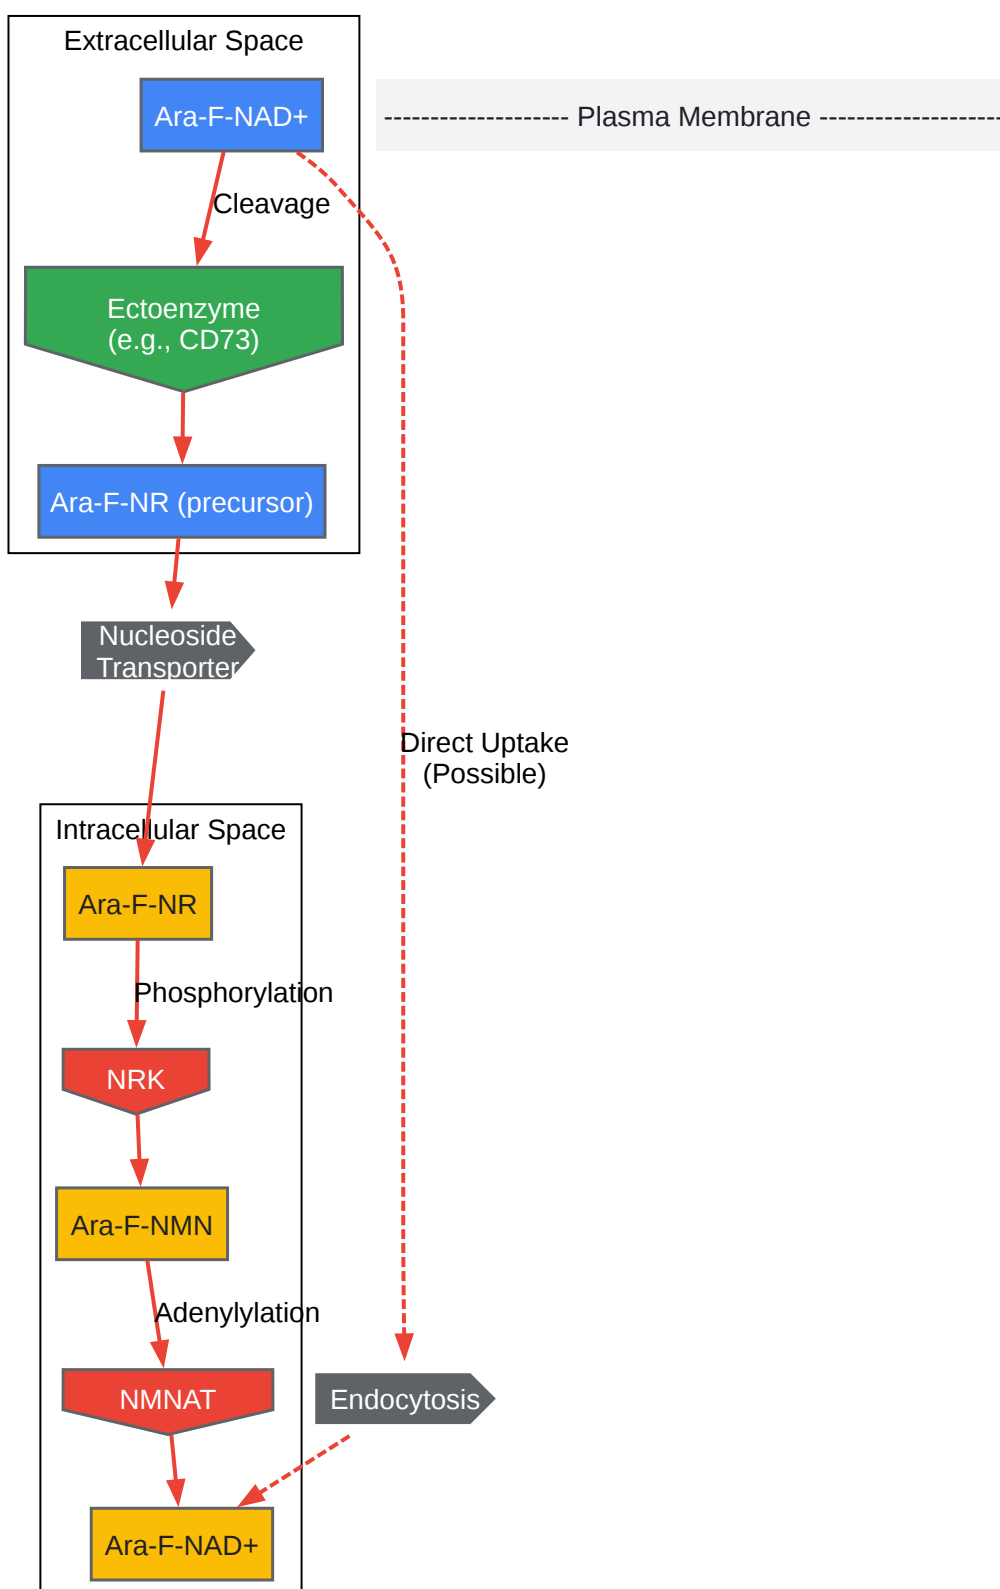 Extracellular Space
Ara-F-NAD+
-------------------- Plasma Membrane --------------------
Cleavage
Ectoenzyme
(e.g., CD73)
Ara-F-NR (precursor)
Nucleoside
Transporter
Direct Uptake
(Possible)
Intracellular Space
Ara-F-NR
Phosphorylation
NRK
Ara-F-NMN
Adenylylation
NMNAT
Endocytosis
Ara-F-NAD+